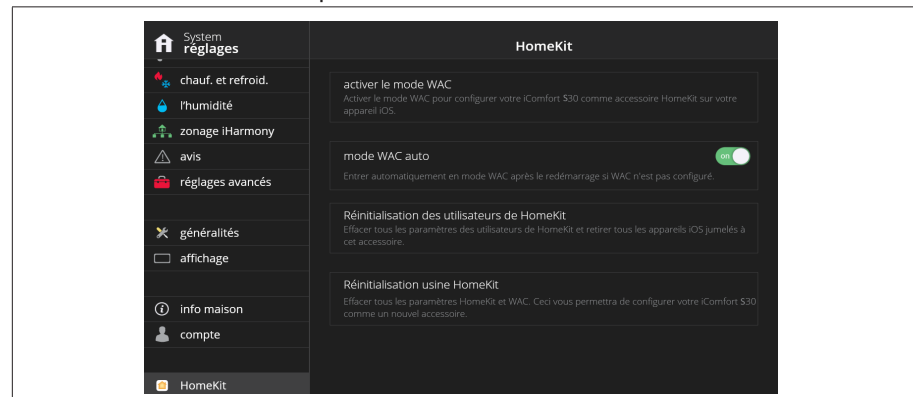 System
réglages
chauf. et refroid.
l'humidité
zonage iHarmony
avis
réglages avancés
généralités
affichage
info maison
compte
HomeKit
HomeKit
activer le mode WAC
Activer le mode WAC pour configurer votre iComfort S30 comme accessoire HomeKit sur votre
appareil iOS.
mode WAC auto
on
Entrer automatiquement en mode WAC après le redémarrage si WAC n'est pas configuré.
Réinitialisation des utilisateurs de HomeKit
Effacer tous les paramètres des utilisateurs de HomeKit et retirer tous les appareils iOS jumelés à
cet accessoire.
Réinitialisation usine HomeKit
Effacer tous les paramètres HomeKit et WAC. Ceci vous permettra de configurer votre iComfort S30
comme un nouvel accessoire.